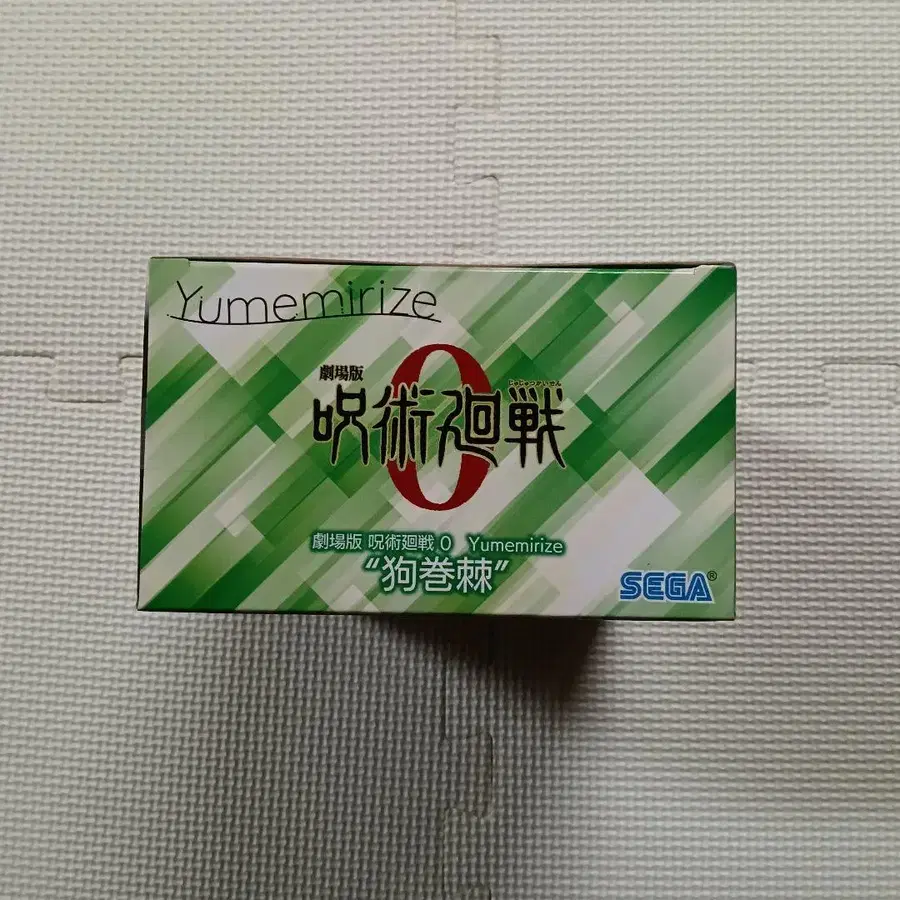 Yumemirize
劇場版
じゅじゅつかいせん
呪術廻戦
0
劇場版 呪術廻戦 0 Yumemirize
“狗巻棘”
SEGA®